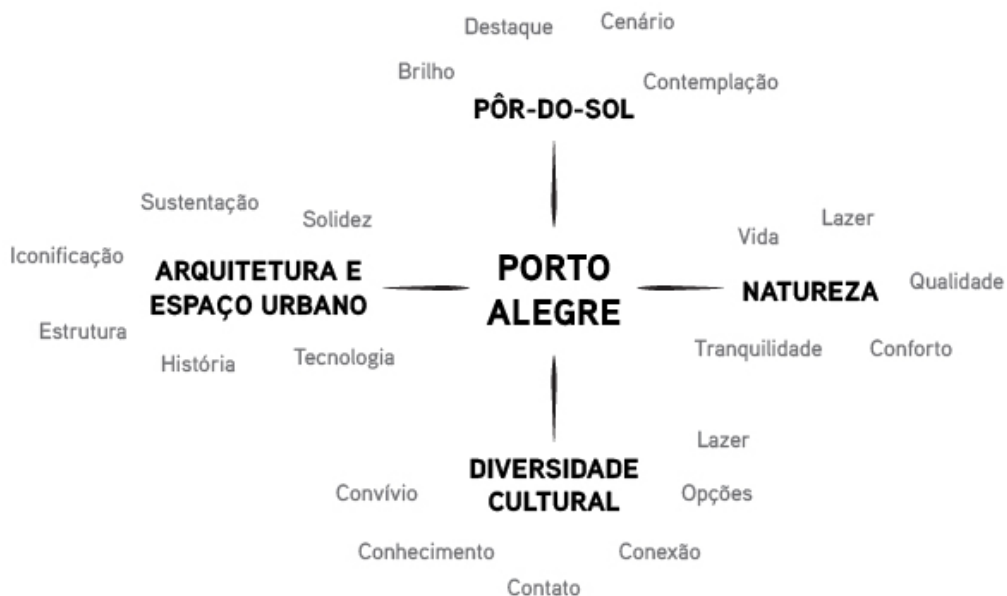 Destaque
Cenário
Brilho
Contemplação
PÔR-DO-SOL
Sustentação
Solidez
Iconificação
ARQUITETURA E
ESPAÇO URBANO
Estrutura
História
Tecnologia
PORTO
ALEGRE
Vida
Lazer
NATUREZA
Qualidade
Tranquilidade
Conforto
DIVERSIDADE
CULTURAL
Lazer
Convívio
Opções
Conhecimento
Conexão
Contato